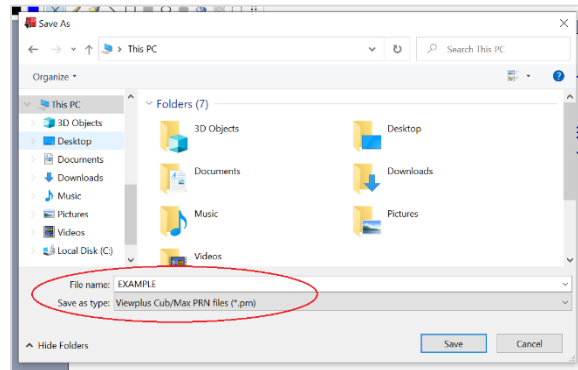 Save As
This PC
Search This PC
Organize
This PC
3D Objects
Desktop
Documents
Downloads
Music
Pictures
Videos
Local Disk (C:)
Folders (7)
3D Objects
Desktop
Documents
Downloads
Music
Pictures
Videos
File name: EXAMPLE
Save as type: Viewplus Cub/Max PRN files (*.prn)
Hide Folders
Save
Cancel